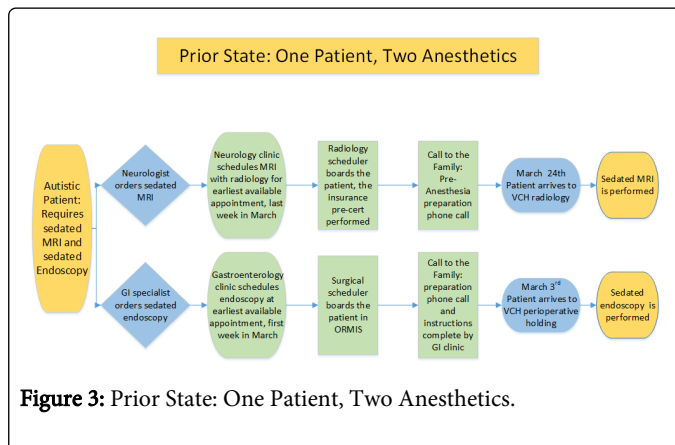 Prior State: One Patient, Two Anesthetics
Autistic
Patient:
Requires
sedated
MRI and
sedated
Endoscopy
Neurologist
orders sedated
MRI
Neurology clinic
schedules MRI
with radiology for
earliest available
appointment, last
week in March
Radiology
scheduler
boards the
patient, the
insurance
pre-cert
performed
Call to the
Family:
Pre-
Anesthesia
preparation
phone call
March 24th
Patient arrives to
VCH radiology
Sedated MRI is
performed
GI specialist
orders sedated
endoscopy
Gastroenterology
clinic schedules
endoscopy at
earliest available
appointment, first
week in March
Surgical
scheduler
boards the
patient in
ORMIS
Call to the
Family:
preparation
phone call
and
instructions
complete by
GI clinic
March 3rd
Patient arrives to
VCH perioperative
holding
Sedated
endoscopy is
performed
Figure 3: Prior State: One Patient, Two Anesthetics.